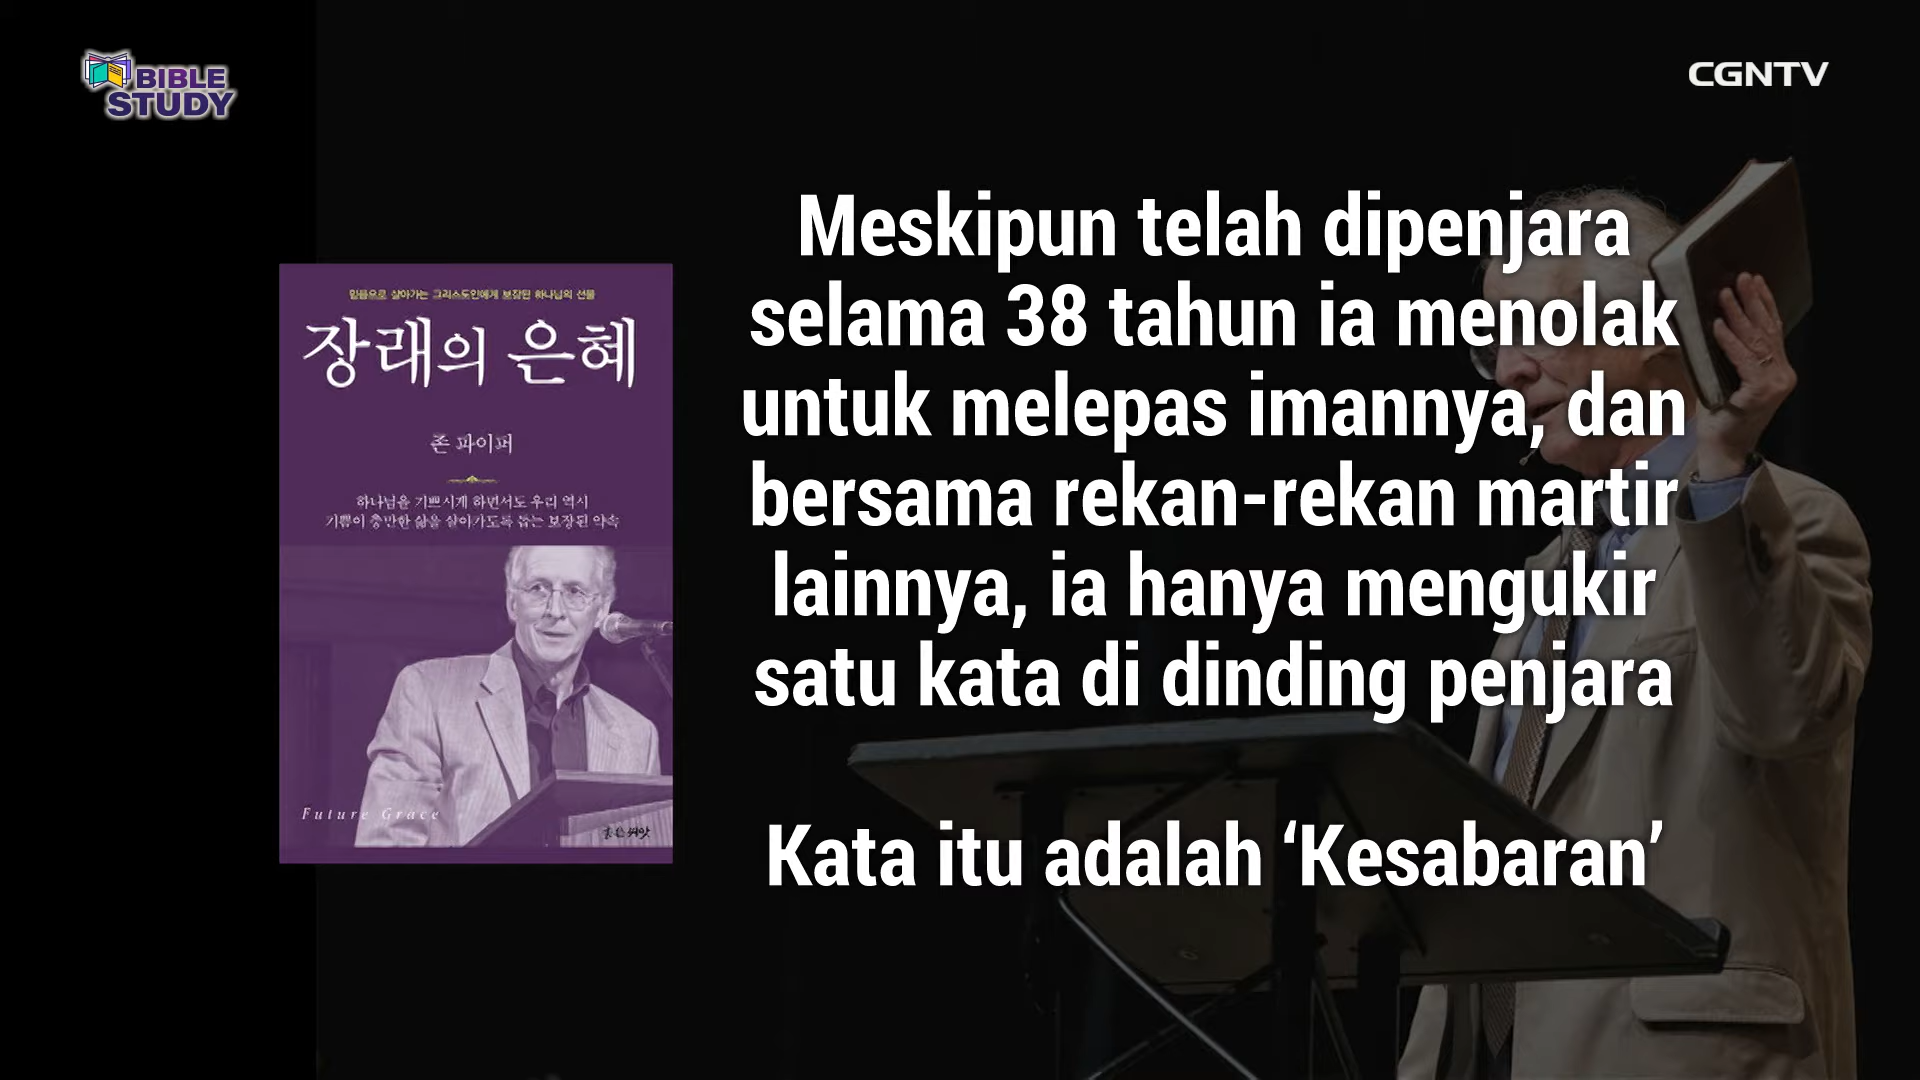 BIBLE
STUDY
CGNTV
믿음으로 살아가는 그리스도인에게 보장된 하나님의 선물
장래의 은혜
존 파이퍼
하나님을 기쁘시게 하면서도 우리 역시
기쁨이 충만한 삶을 살아가도록 돕는 보장된 약속
Future Grace
Meskipun telah dipenjara
selama 38 tahun ia menolak
untuk melepas imannya, dan
bersama rekan-rekan martir
lainnya, ia hanya mengukir
satu kata di dinding penjara
Kata itu adalah ‘Kesabaran’